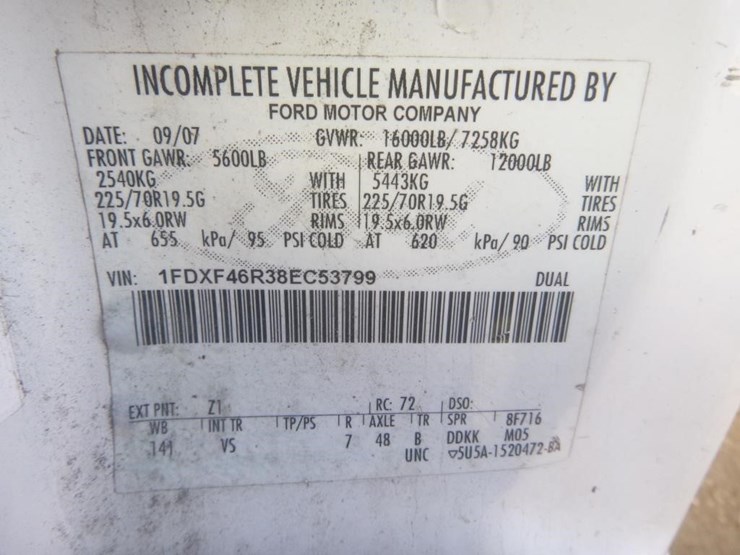 INCOMPLETE VEHICLE MANUFACTURED BY
FORD MOTOR COMPANY
DATE: 09/07 GVWR: 16000LB/ 7258KG
FRONT GAWR: 5600LB REAR GAWR: 12000LB
2540KG WITH 5443KG WITH
225/70R19.5G TIRES 225/70R19.5G TIRES
19.5x6.0RW RIMS 19.5x6.0RW RIMS
AT 655 kPa/ 95 PSI COLD AT 620 kPa/ 90 PSI COLD
VIN: 1FDXF46R38EC53799 DUAL
EXT PNT: Z1 RC: 72 DSO:
WB INT TR TP/PS R AXLE TR SPR 8F716
141 VS 7 48 B DDKK M05
UNC ▽5U5A-1520472-BA